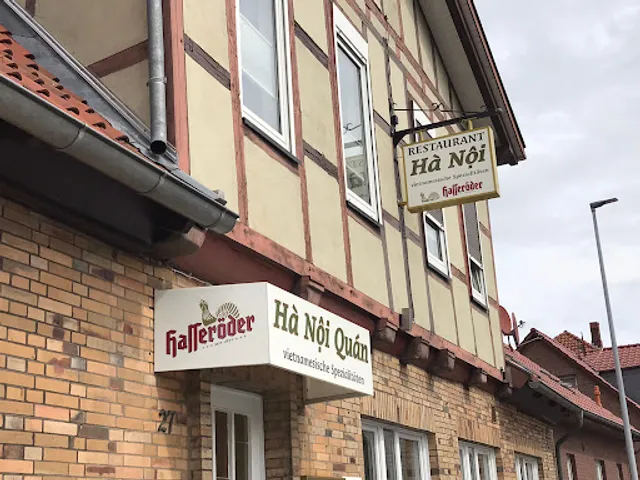 RESTAURANT
Hà Nội
vietnamesische Spezialitäten
Hasseröder
Hasseröder
Hà Nội Quán
vietnamesische Spezialitäten
27